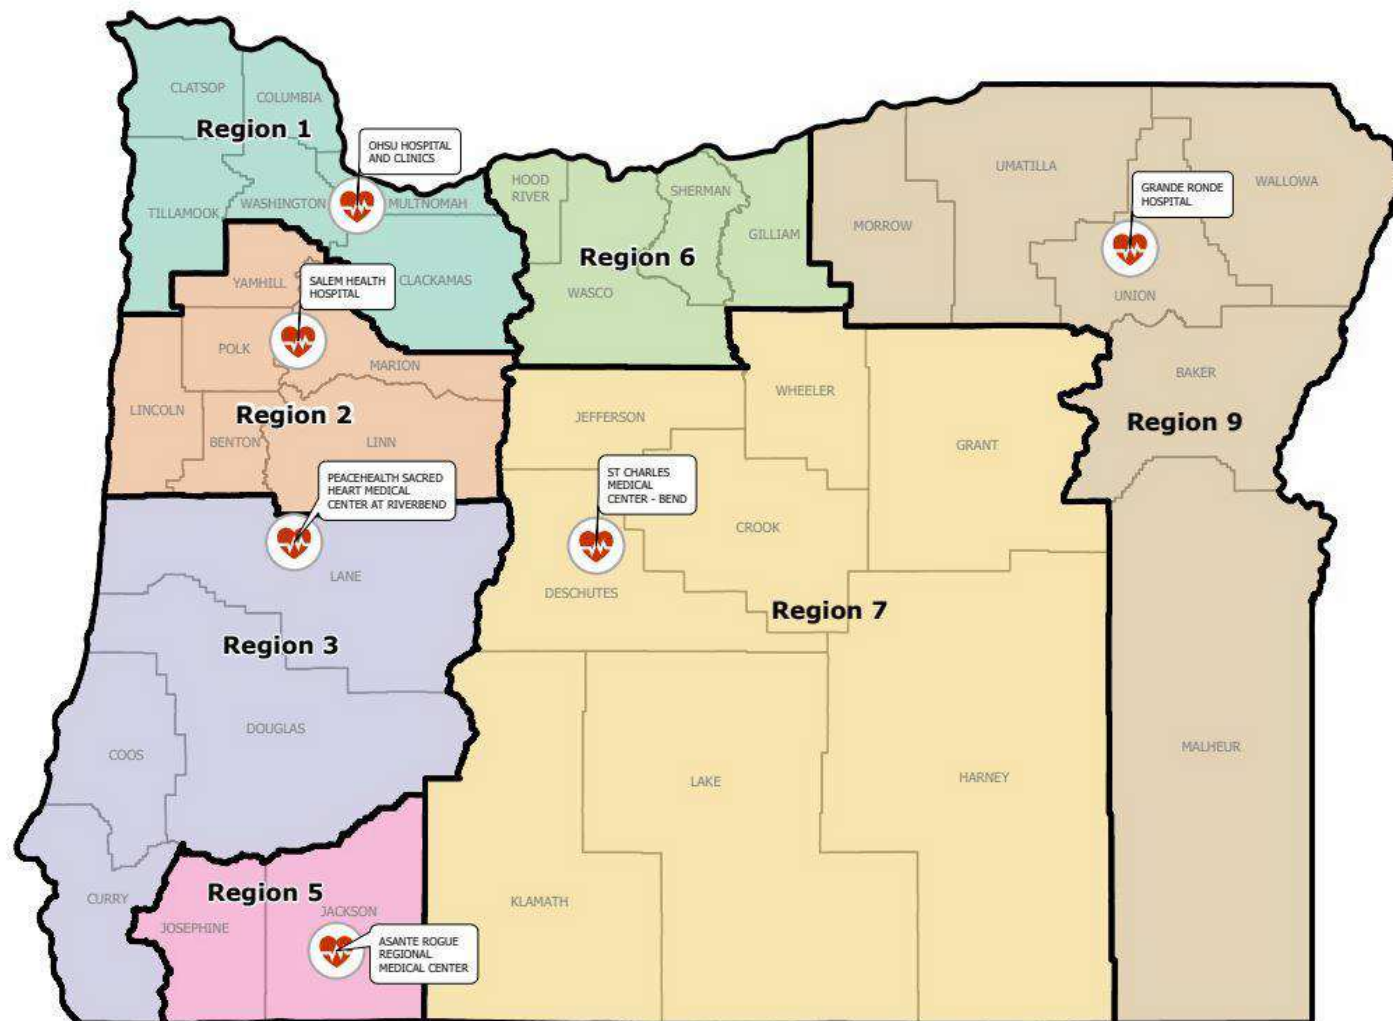 CLATSOP
COLUMBIA
Region 1
OHSU HOSPITAL
AND CLINICS
TILLAMOOK
WASHINGTON
MULTNOMAH
CLACKAMAS
HOOD
RIVER
SHERMAN
GILLIAM
Region 6
WASCO
MORROW
UMATILLA
WALLOWA
GRANDE RONDE
HOSPITAL
UNION
BAKER
Region 9
MALHEUR
YAMHILL
SALEM HEALTH
HOSPITAL
POLK
MARION
LINCOLN
Region 2
BENTON
LINN
PEACEHEALTH SACRED
HEART MEDICAL
CENTER AT RIVERBEND
LANE
Region 3
DOUGLAS
COOS
CURRY
JEFFERSON
WHEELER
GRANT
ST CHARLES
MEDICAL
CENTER - BEND
CROOK
DESCHUTES
Region 7
LAKE
HARNEY
KLAMATH
Region 5
JOSEPHINE
JACKSON
ASANTE ROGUE
REGIONAL
MEDICAL CENTER